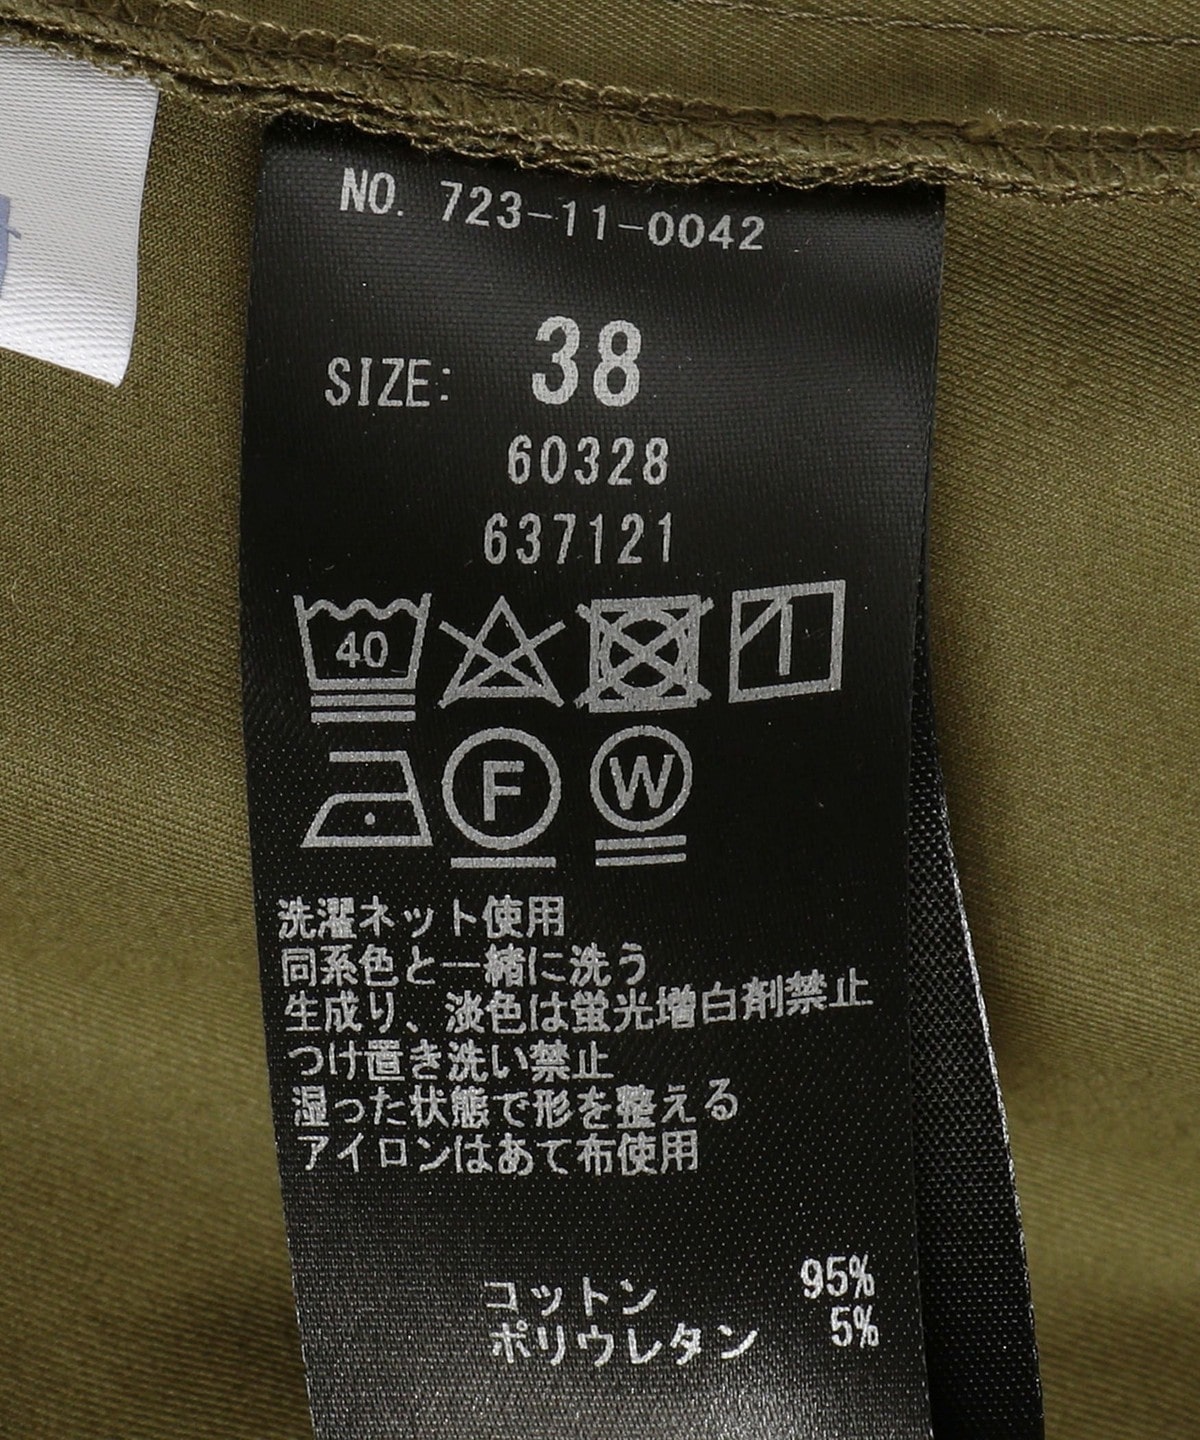 NO. 723-11-0042
SIZE: 38
60328
637121
40
F W
洗濯ネット使用
同系色と一緒に洗う
生成り、淡色は蛍光増白剤禁止
つけ置き洗い禁止
湿った状態で形を整える
アイロンはあて布使用
コットン 95%
ポリウレタン 5%